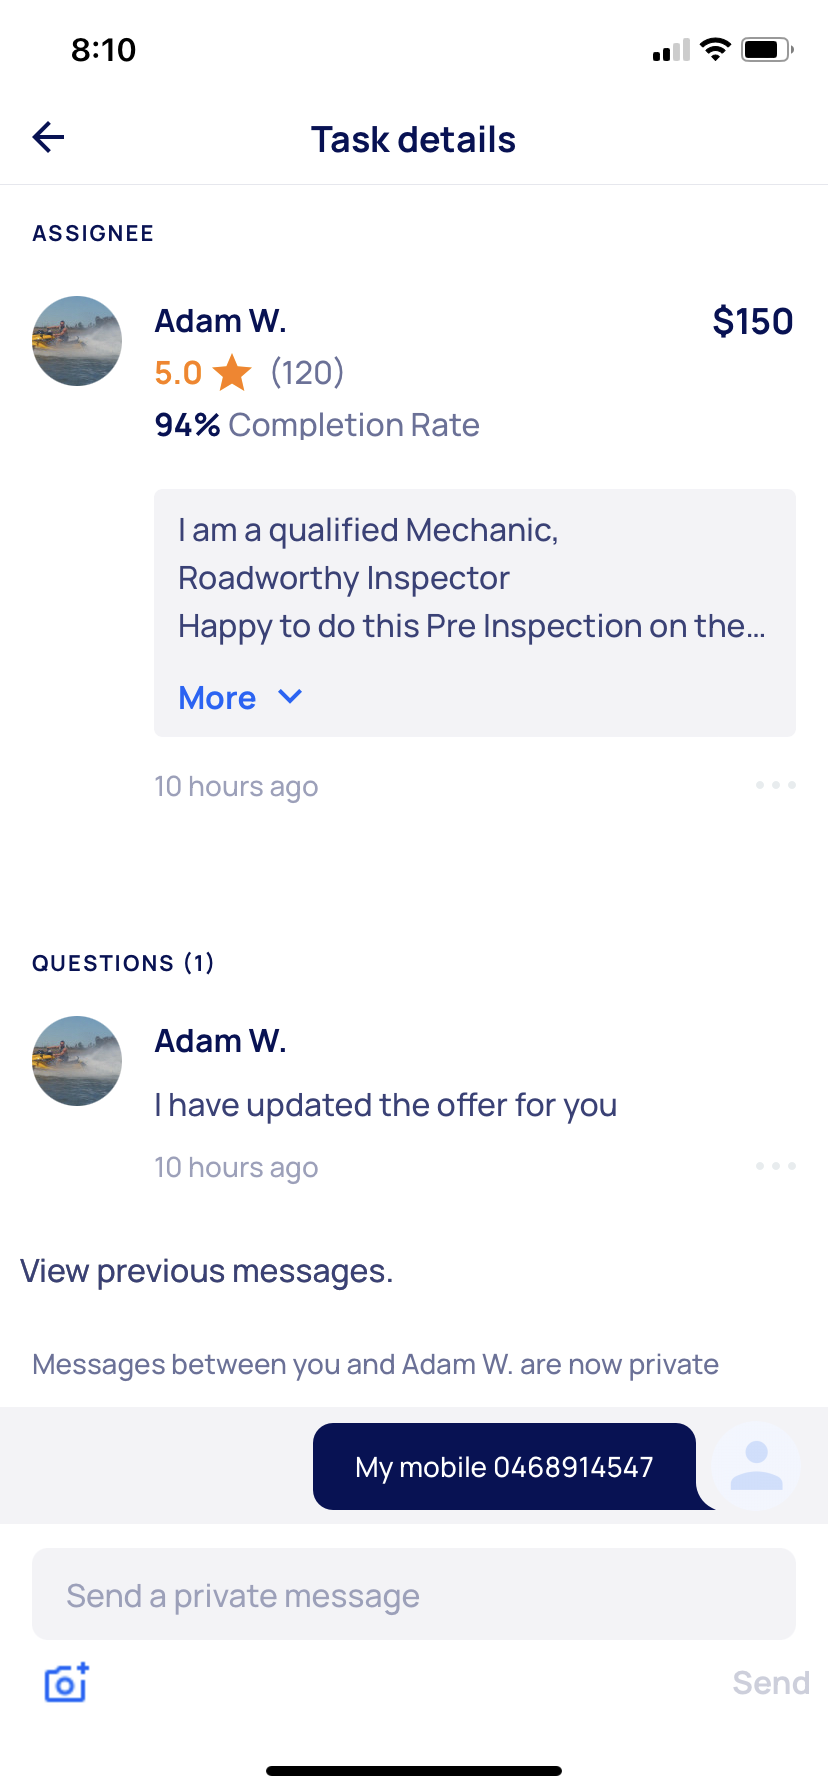 8:10
Task details
ASSIGNEE
Adam W.
$150
5.0 (120)
94% Completion Rate
I am a qualified Mechanic,
Roadworthy Inspector
Happy to do this Pre Inspection on the...
More
10 hours ago
QUESTIONS (1)
Adam W.
I have updated the offer for you
10 hours ago
View previous messages.
Messages between you and Adam W. are now private
My mobile 0468914547
Send a private message
Send